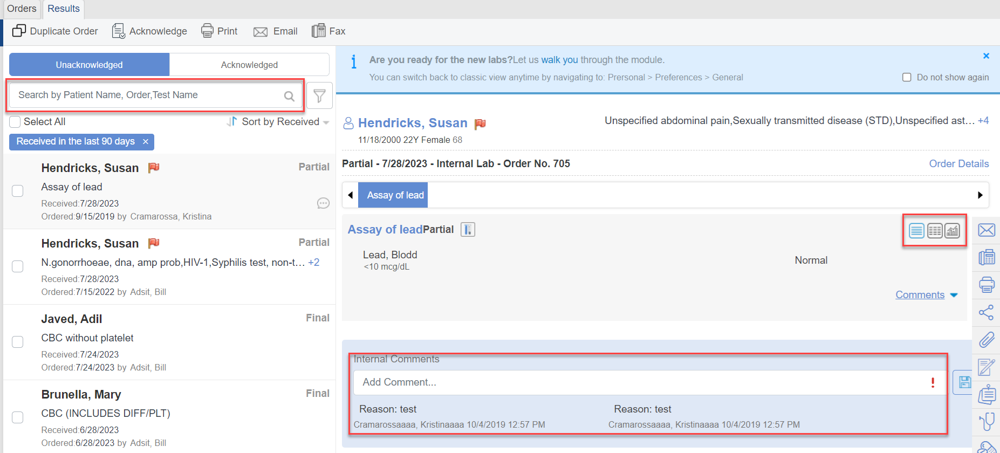 Orders Results
Duplicate Order Acknowledge Print Email Fax
Unacknowledged Acknowledged
Search by Patient Name, Order,Test Name
Select All Sort by Received
Received in the last 90 days ×
Hendricks, Susan Partial
Assay of lead
Received:7/28/2023
Ordered:9/15/2019 by Cramarossa, Kristina
Hendricks, Susan Partial
N.gonorrhoeae, dna, amp prob,HIV-1,Syphilis test, non-t... +2
Received:7/28/2023
Ordered:7/15/2022 by Adsit, Bill
Javed, Adil Final
CBC without platelet
Received:7/24/2023
Ordered:7/24/2023 by Adsit, Bill
Brunella, Mary Final
CBC (INCLUDES DIFF/PLT)
Received:6/28/2023
Ordered:6/28/2023 by Adsit, Bill
Are you ready for the new labs?Let us walk you through the module.
You can switch back to classic view anytime by navigating to: Prersonal > Preferences > General Do not show again
Hendricks, Susan Unspecified abdominal pain,Sexually transmitted disease (STD),Unspecified ast... +4
11/18/2000 22Y Female 68
Partial - 7/28/2023 - Internal Lab - Order No. 705 Order Details
Assay of lead
Assay of leadPartial
Lead, Blodd
<10 mcg/dL Normal
Comments
Internal Comments
Add Comment...
Reason: test Reason: test
Cramarossaaaa, Kristinaaaa 10/4/2019 12:57 PM Cramarossaaaa, Kristinaaaa 10/4/2019 12:57 PM